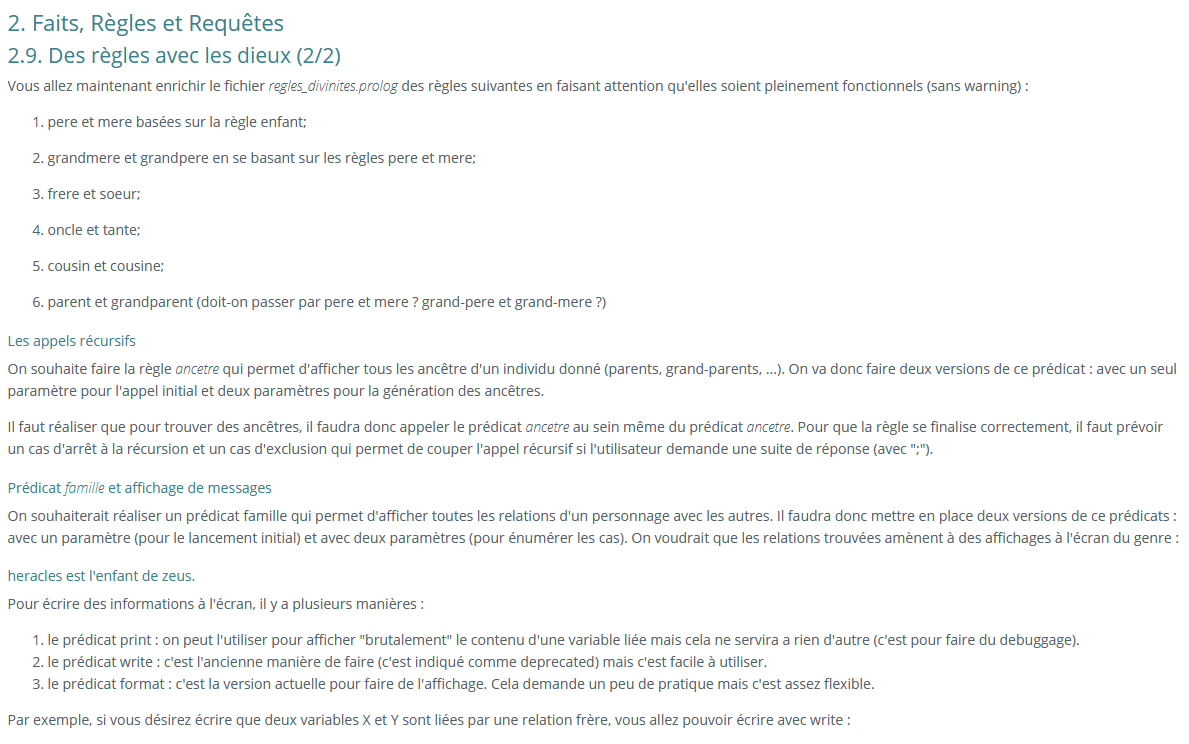 2. Faits, Règles et Requêtes
2.9. Des règles avec les dieux (2/2)
Vous allez maintenant enrichir le fichier regles_divinites.prolog des règles suivantes en faisant attention qu'elles soient pleinement fonctionnels (sans warning) :
1. pere et mere basées sur la règle enfant;
2. grandmere et grandpere en se basant sur les règles pere et mere;
3. frere et soeur;
4. oncle et tante;
5. cousin et cousine;
6. parent et grandparent (doit-on passer par pere et mere ? grand-pere et grand-mere ?)
Les appels récursifs
On souhaite faire la règle ancetre qui permet d'afficher tous les ancêtre d'un individu donné (parents, grand-parents, ...). On va donc faire deux versions de ce prédicat : avec un seul
paramètre pour l'appel initial et deux paramètres pour la génération des ancêtres.
Il faut réaliser que pour trouver des ancêtres, il faudra donc appeler le prédicat ancetre au sein même du prédicat ancetre. Pour que la règle se finalise correctement, il faut prévoir
un cas d'arrêt à la récursion et un cas d'exclusion qui permet de couper l'appel récursif si l'utilisateur demande une suite de réponse (avec ";").
Prédicat famille et affichage de messages
On souhaiterait réaliser un prédicat famille qui permet d'afficher toutes les relations d'un personnage avec les autres. Il faudra donc mettre en place deux versions de ce prédicats :
avec un paramètre (pour le lancement initial) et avec deux paramètres (pour énumérer les cas). On voudrait que les relations trouvées amènent à des affichages à l'écran du genre :
heracles est l'enfant de zeus.
Pour écrire des informations à l'écran, il y a plusieurs manières :
1. le prédicat print : on peut l'utiliser pour afficher "brutalement" le contenu d'une variable liée mais cela ne servira a rien d'autre (c'est pour faire du debuggage).
2. le prédicat write : c'est l'ancienne manière de faire (c'est indiqué comme deprecated) mais c'est facile à utiliser.
3. le prédicat format : c'est la version actuelle pour faire de l'affichage. Cela demande un peu de pratique mais c'est assez flexible.
Par exemple, si vous désirez écrire que deux variables X et Y sont liées par une relation frère, vous allez pouvoir écrire avec write :